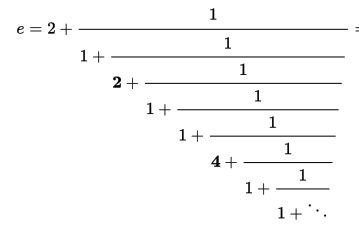 e = 2 + 1
1 + 1
2 + 1
1 + 1
1 + 1
4 + 1
1 + 1
1 + ⋱
=